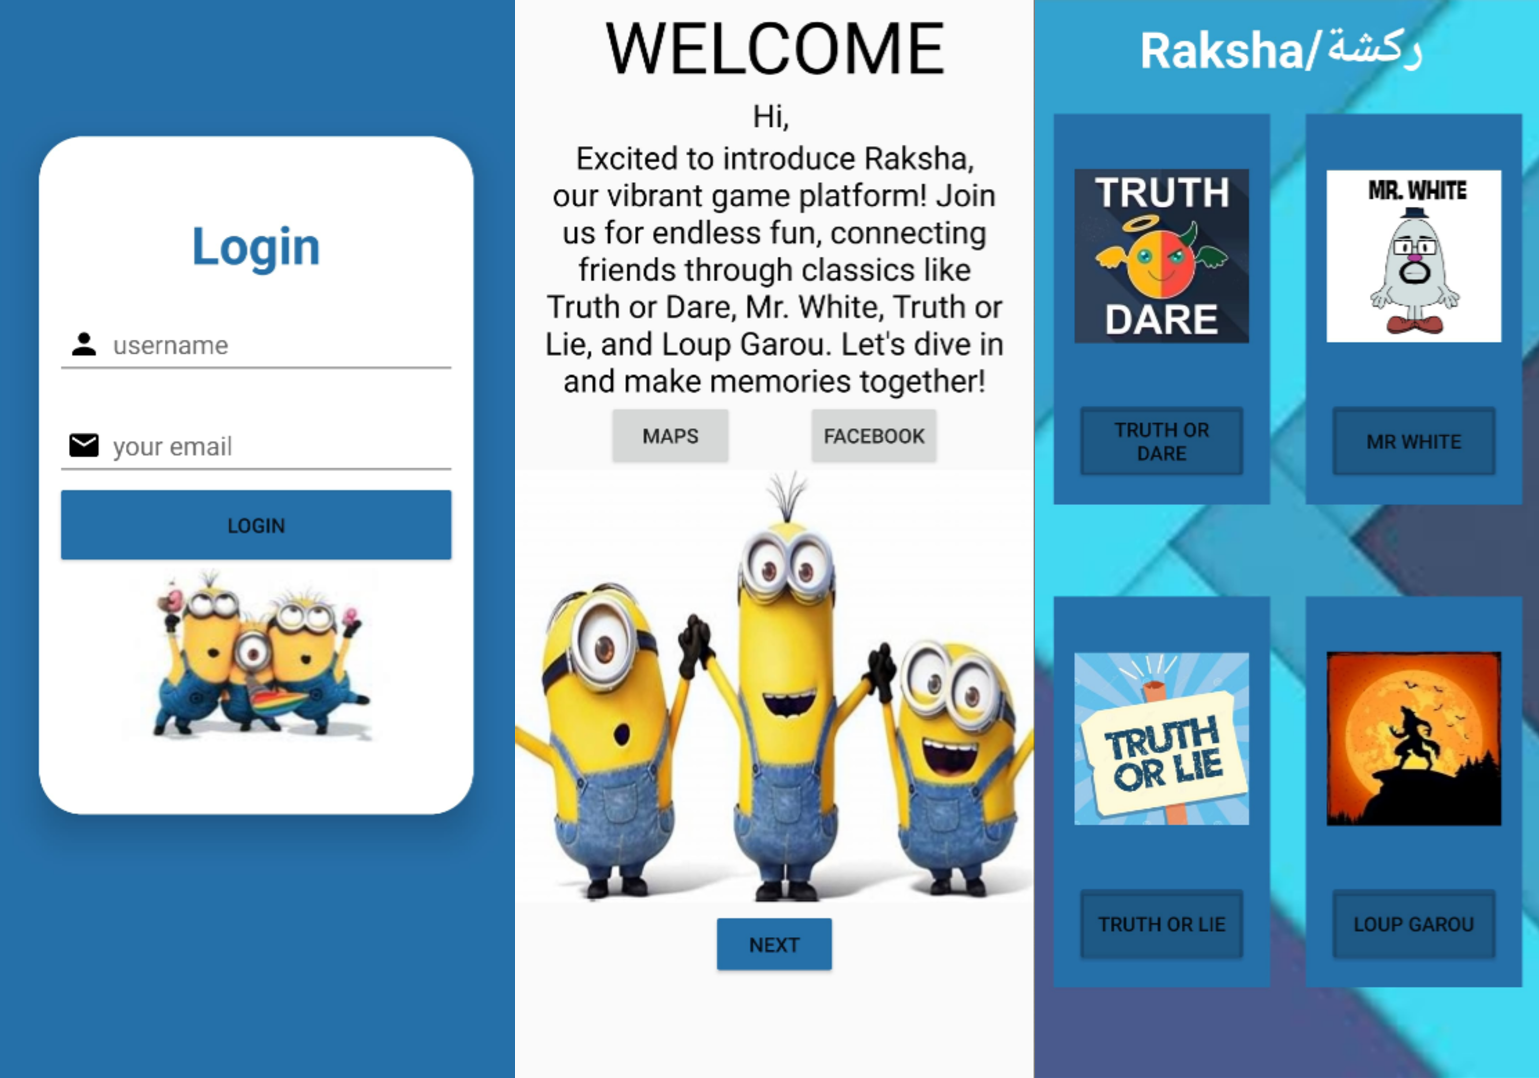 Login
username
your email
LOGIN
WELCOME
Hi,
Excited to introduce Raksha,
our vibrant game platform! Join
us for endless fun, connecting
friends through classics like
Truth or Dare, Mr. White, Truth or
Lie, and Loup Garou. Let's dive in
and make memories together!
MAPS
FACEBOOK
NEXT
Raksha/ركشة
TRUTH
DARE
TRUTH OR
DARE
MR. WHITE
MR WHITE
TRUTH
OR LIE
TRUTH OR LIE
LOUP GAROU